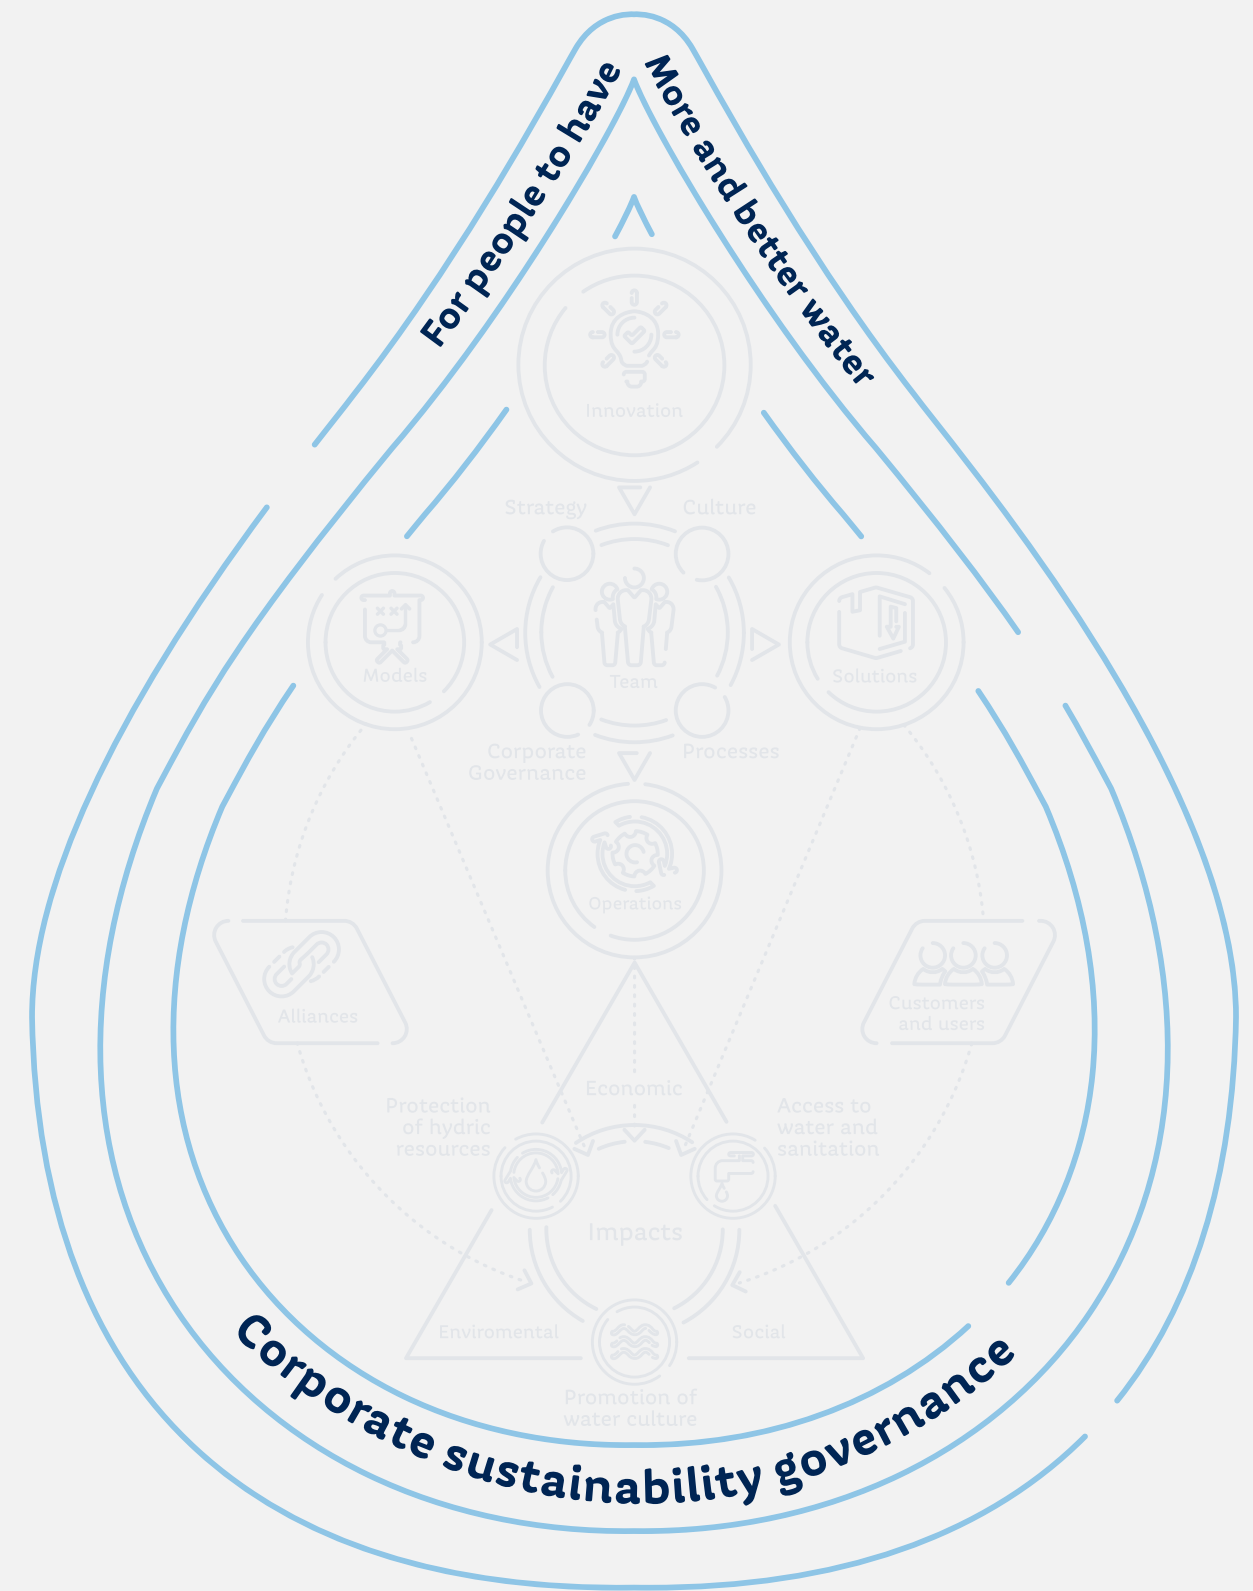 For people to have
More and better water
Innovation
Strategy
Culture
Models
Team
Solutions
Corporate
Governance
Processes
Operations
Alliances
Customers
and users
Economic
Protection
of hydric
resources
Access to
water and
sanitation
Impacts
Enviromental
Social
Promotion of
water culture
Corporate sustainability governance